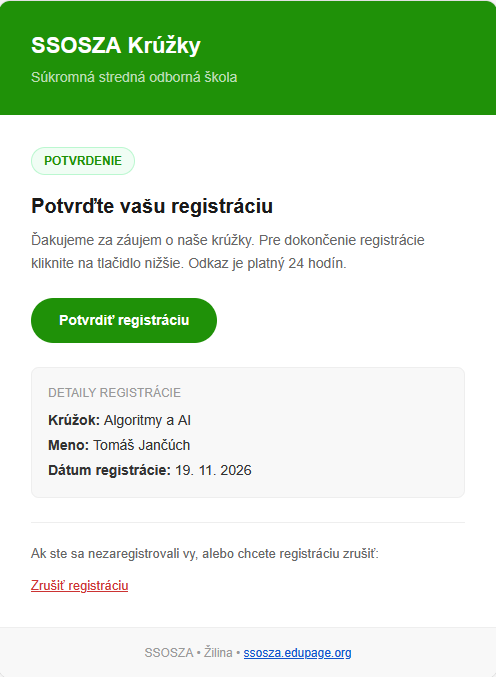 SSOSZA Krúžky
Súkromná stredná odborná škola
POTVRDENIE
Potvrďte vašu registráciu
Ďakujeme za záujem o naše krúžky. Pre dokončenie registrácie
kliknite na tlačidlo nižšie. Odkaz je platný 24 hodín.
Potvrdiť registráciu
DETAILY REGISTRÁCIE
Krúžok: Algoritmy a AI
Meno: Tomáš Jančúch
Dátum registrácie: 19. 11. 2026
Ak ste sa nezaregistrovali vy, alebo chcete registráciu zrušiť:
Zrušiť registráciu
SSOSZA • Žilina • ssosza.edupage.org